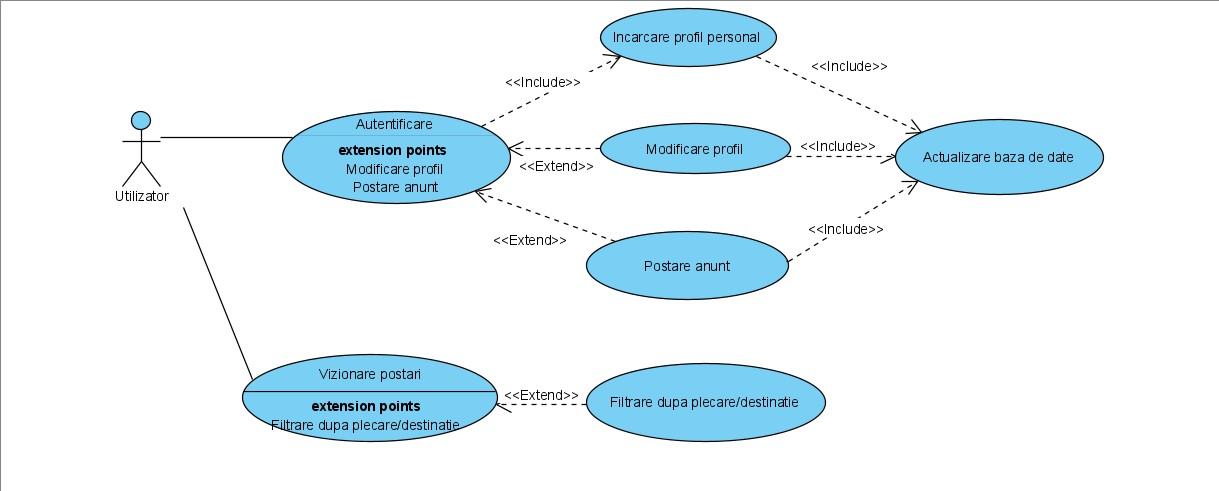 Incarcare profil personal
<<Include>>
<<Include>>
Autentificare
extension points
Modificare profil
Postare anunt
<<Extend>>
Modificare profil
<<Include>>
Actualizare baza de date
Utilizator
<<Extend>>
<<Include>>
Postare anunt
Vizionare postari
extension points
Filtrare dupa plecare/destinatie
<<Extend>>
Filtrare dupa plecare/destinatie